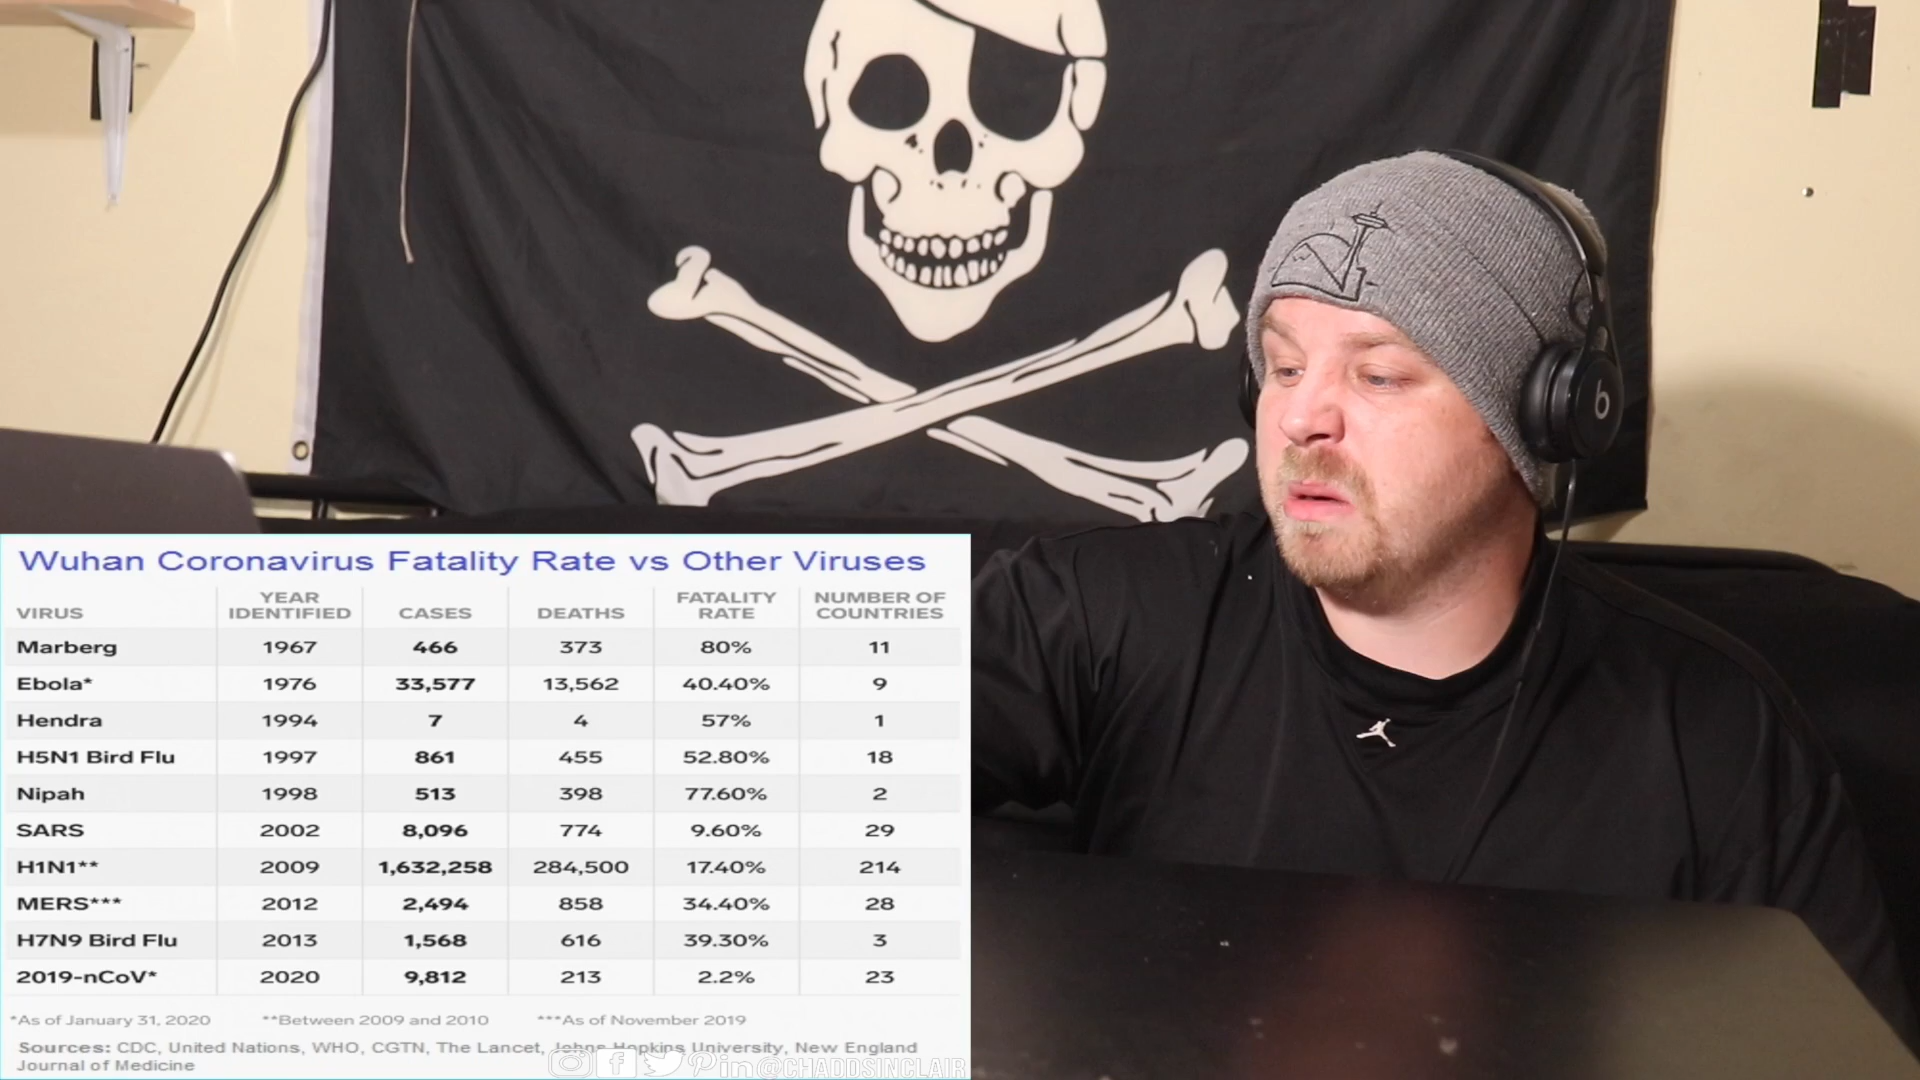 Wuhan Coronavirus Fatality Rate vs Other Viruses
VIRUS YEAR IDENTIFIED CASES DEATHS FATALITY RATE NUMBER OF COUNTRIES
Marberg 1967 466 373 80% 11
Ebola* 1976 33,577 13,562 40.40% 9
Hendra 1994 7 4 57% 1
H5N1 Bird Flu 1997 861 455 52.80% 18
Nipah 1998 513 398 77.60% 2
SARS 2002 8,096 774 9.60% 29
H1N1** 2009 1,632,258 284,500 17.40% 214
MERS*** 2012 2,494 858 34.40% 28
H7N9 Bird Flu 2013 1,568 616 39.30% 3
2019-nCoV* 2020 9,812 213 2.2% 23
*As of January 31, 2020 **Between 2009 and 2010 ***As of November 2019
Sources: CDC, United Nations, WHO, CGTN, The Lancet, Johns Hopkins University, New England
Journal of Medicine
@CHADDSINCLAIR